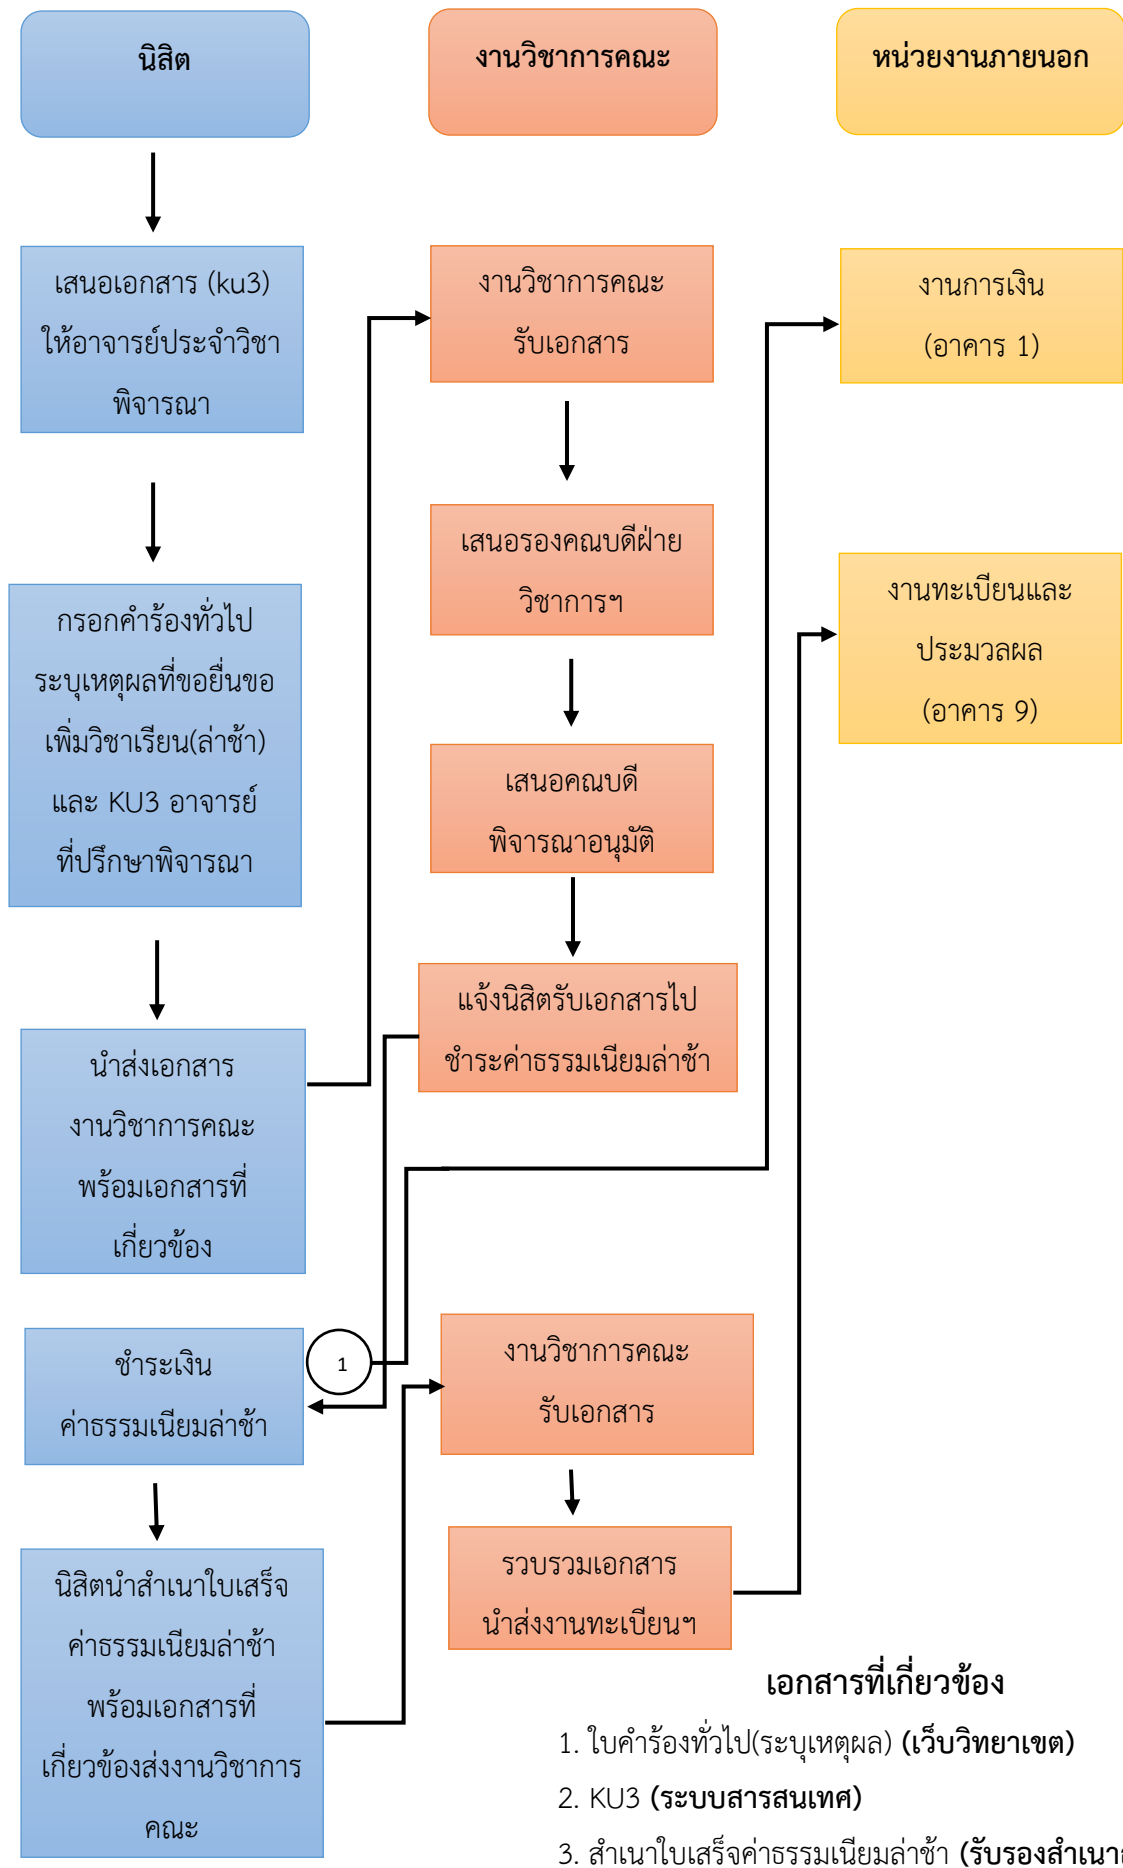 นิสิต
งานวิชาการคณะ
หน่วยงานภายนอก
เสนอเอกสาร (ku3)
ให้อาจารย์ประจำวิชา
พิจารณา
กรอกคำร้องทั่วไป
ระบุเหตุผลที่ขอยื่นขอ
เพิ่มวิชาเรียน(ล่าช้า)
และ KU3 อาจารย์
ที่ปรึกษาพิจารณา
นำส่งเอกสาร
งานวิชาการคณะ
พร้อมเอกสารที่
เกี่ยวข้อง
ชำระเงิน
ค่าธรรมเนียมล่าช้า
1
นิสิตนำสำเนาใบเสร็จ
ค่าธรรมเนียมล่าช้า
พร้อมเอกสารที่
เกี่ยวข้องส่งงานวิชาการ
คณะ
งานวิชาการคณะ
รับเอกสาร
เสนอรองคณบดีฝ่าย
วิชาการฯ
เสนอคณบดี
พิจารณาอนุมัติ
แจ้งนิสิตรับเอกสารไป
ชำระค่าธรรมเนียมล่าช้า
งานวิชาการคณะ
รับเอกสาร
รวบรวมเอกสาร
นำส่งงานทะเบียนฯ
งานการเงิน
(อาคาร 1)
งานทะเบียนและ
ประมวลผล
(อาคาร 9)
เอกสารที่เกี่ยวข้อง
1. ใบคำร้องทั่วไป(ระบุเหตุผล) (เว็บวิทยาเขต)
2. KU3 (ระบบสารสนเทศ)
3. สำเนาใบเสร็จค่าธรรมเนียมล่าช้า (รับรองสำเนา